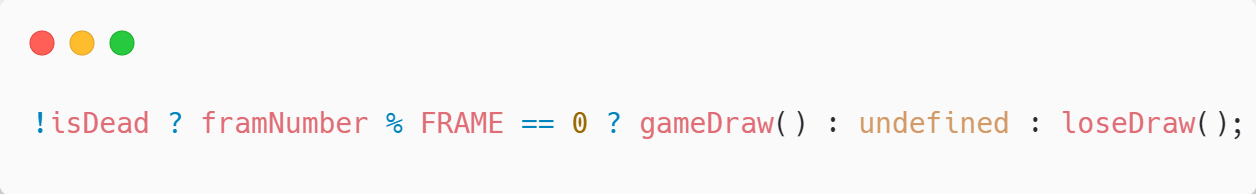 !isDead ? framNumber % FRAME == 0 ? gameDraw() : undefined : loseDraw();